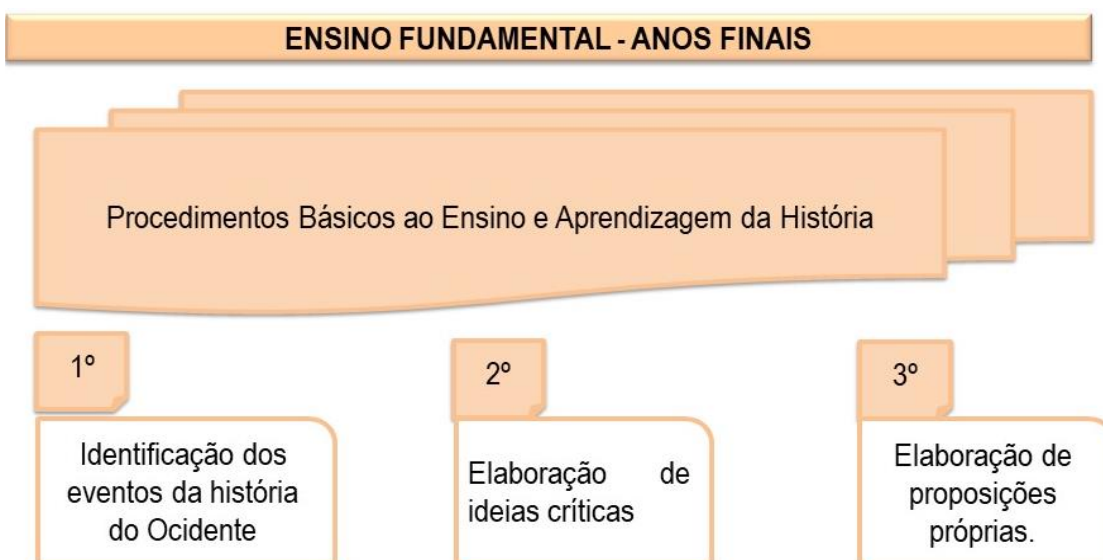 ENSINO FUNDAMENTAL - ANOS FINAIS
Procedimentos Básicos ao Ensino e Aprendizagem da História
1º
Identificação dos
eventos da história
do Ocidente
2º
Elaboração de
ideias críticas
3º
Elaboração de
proposições
próprias.